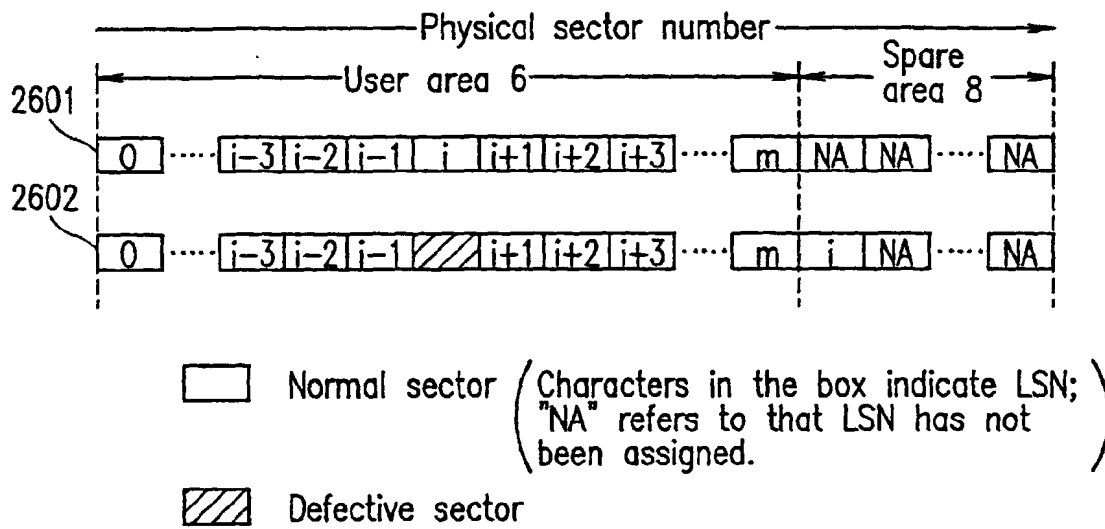 Physical sector number
User area 6
Spare
area 8
2601
0 ····· i-3 i-2 i-1 i i+1 i+2 i+3 ····· m NA NA ····· NA
2602
0 ····· i-3 i-2 i-1 i+1 i+2 i+3 ····· m i NA ····· NA
Normal sector (Characters in the box indicate LSN;
"NA" refers to that LSN has not
been assigned.)
Defective sector